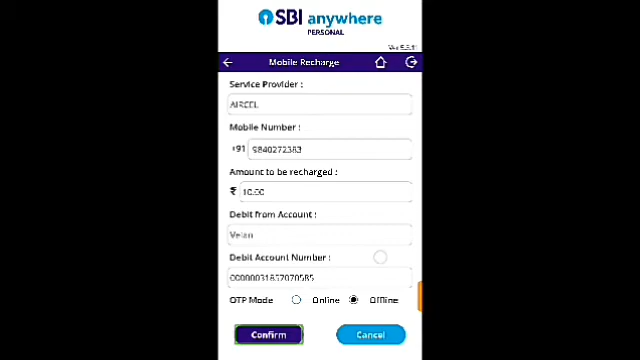 SBI anywhere
PERSONAL
Mobile Recharge
Service Provider :
AIRCEL
Mobile Number :
+91 9840272383
Amount to be recharged :
₹ 10.00
Debit from Account :
Velan
Debit Account Number :
00000031857070585
OTP Mode Online Offline
Confirm Cancel